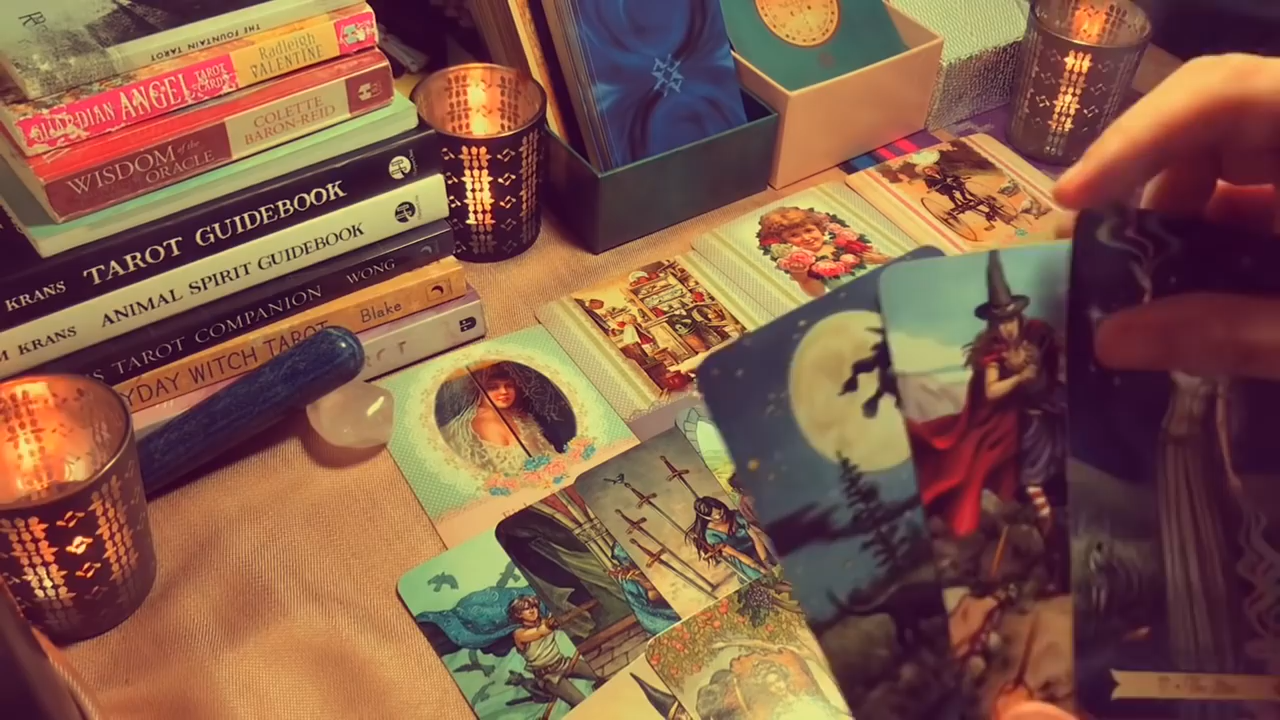 THE FOUNTAIN TAROT
GUARDIAN ANGEL TAROT CARDS
Radleigh
VALENTINE
WISDOM of the
ORACLE
COLETTE
BARON-REID
KRANS TAROT GUIDEBOOK
M KRANS ANIMAL SPIRIT GUIDEBOOK
S TAROT COMPANION WONG
YDAY WITCH TAROT Blake